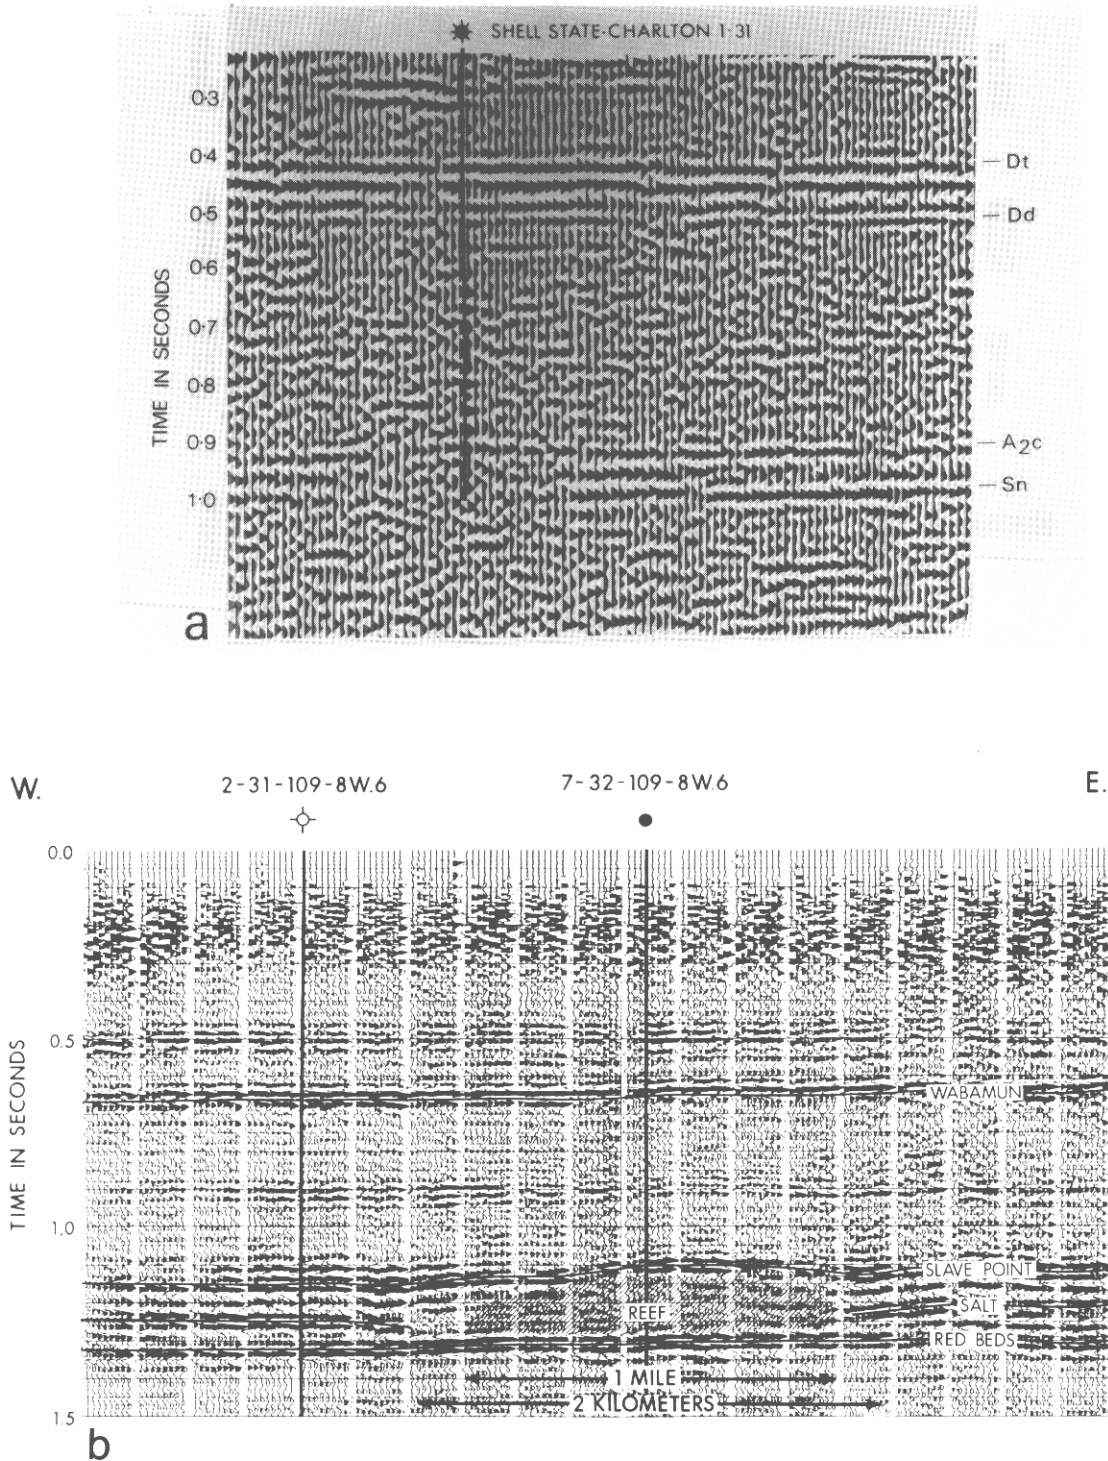 SHELL STATE-CHARLTON 1·31
0·3
0·4
0·5
0·6
0·7
0·8
0·9
1·0
TIME IN SECONDS
Dt
Dd
A2c
Sn
a
W.
2-31-109-8W.6
7-32-109-8W.6
E.
0.0
0.5
1.0
1.5
TIME IN SECONDS
WABAMUN
SLAVE POINT
SALT
REEF
RED BEDS
1 MILE
2 KILOMETERS
b